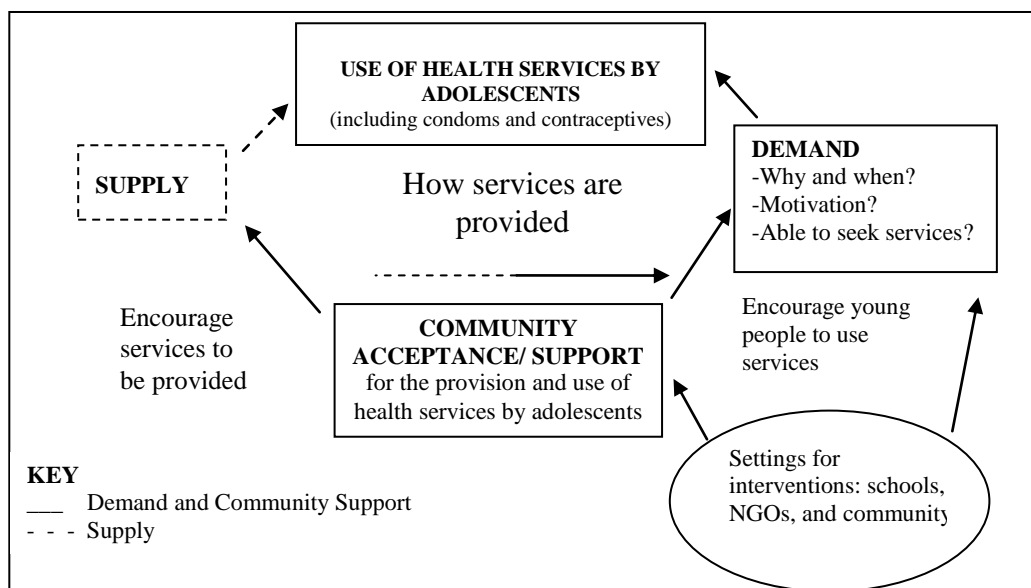 USE OF HEALTH SERVICES BY
ADOLESCENTS
(including condoms and contraceptives)
SUPPLY
How services are
provided
DEMAND
-Why and when?
-Motivation?
-Able to seek services?
Encourage
services to
be provided
COMMUNITY
ACCEPTANCE/ SUPPORT
for the provision and use of
health services by adolescents
Encourage young
people to use
services
Settings for
interventions: schools,
NGOs, and community
KEY
___ Demand and Community Support
- - - Supply